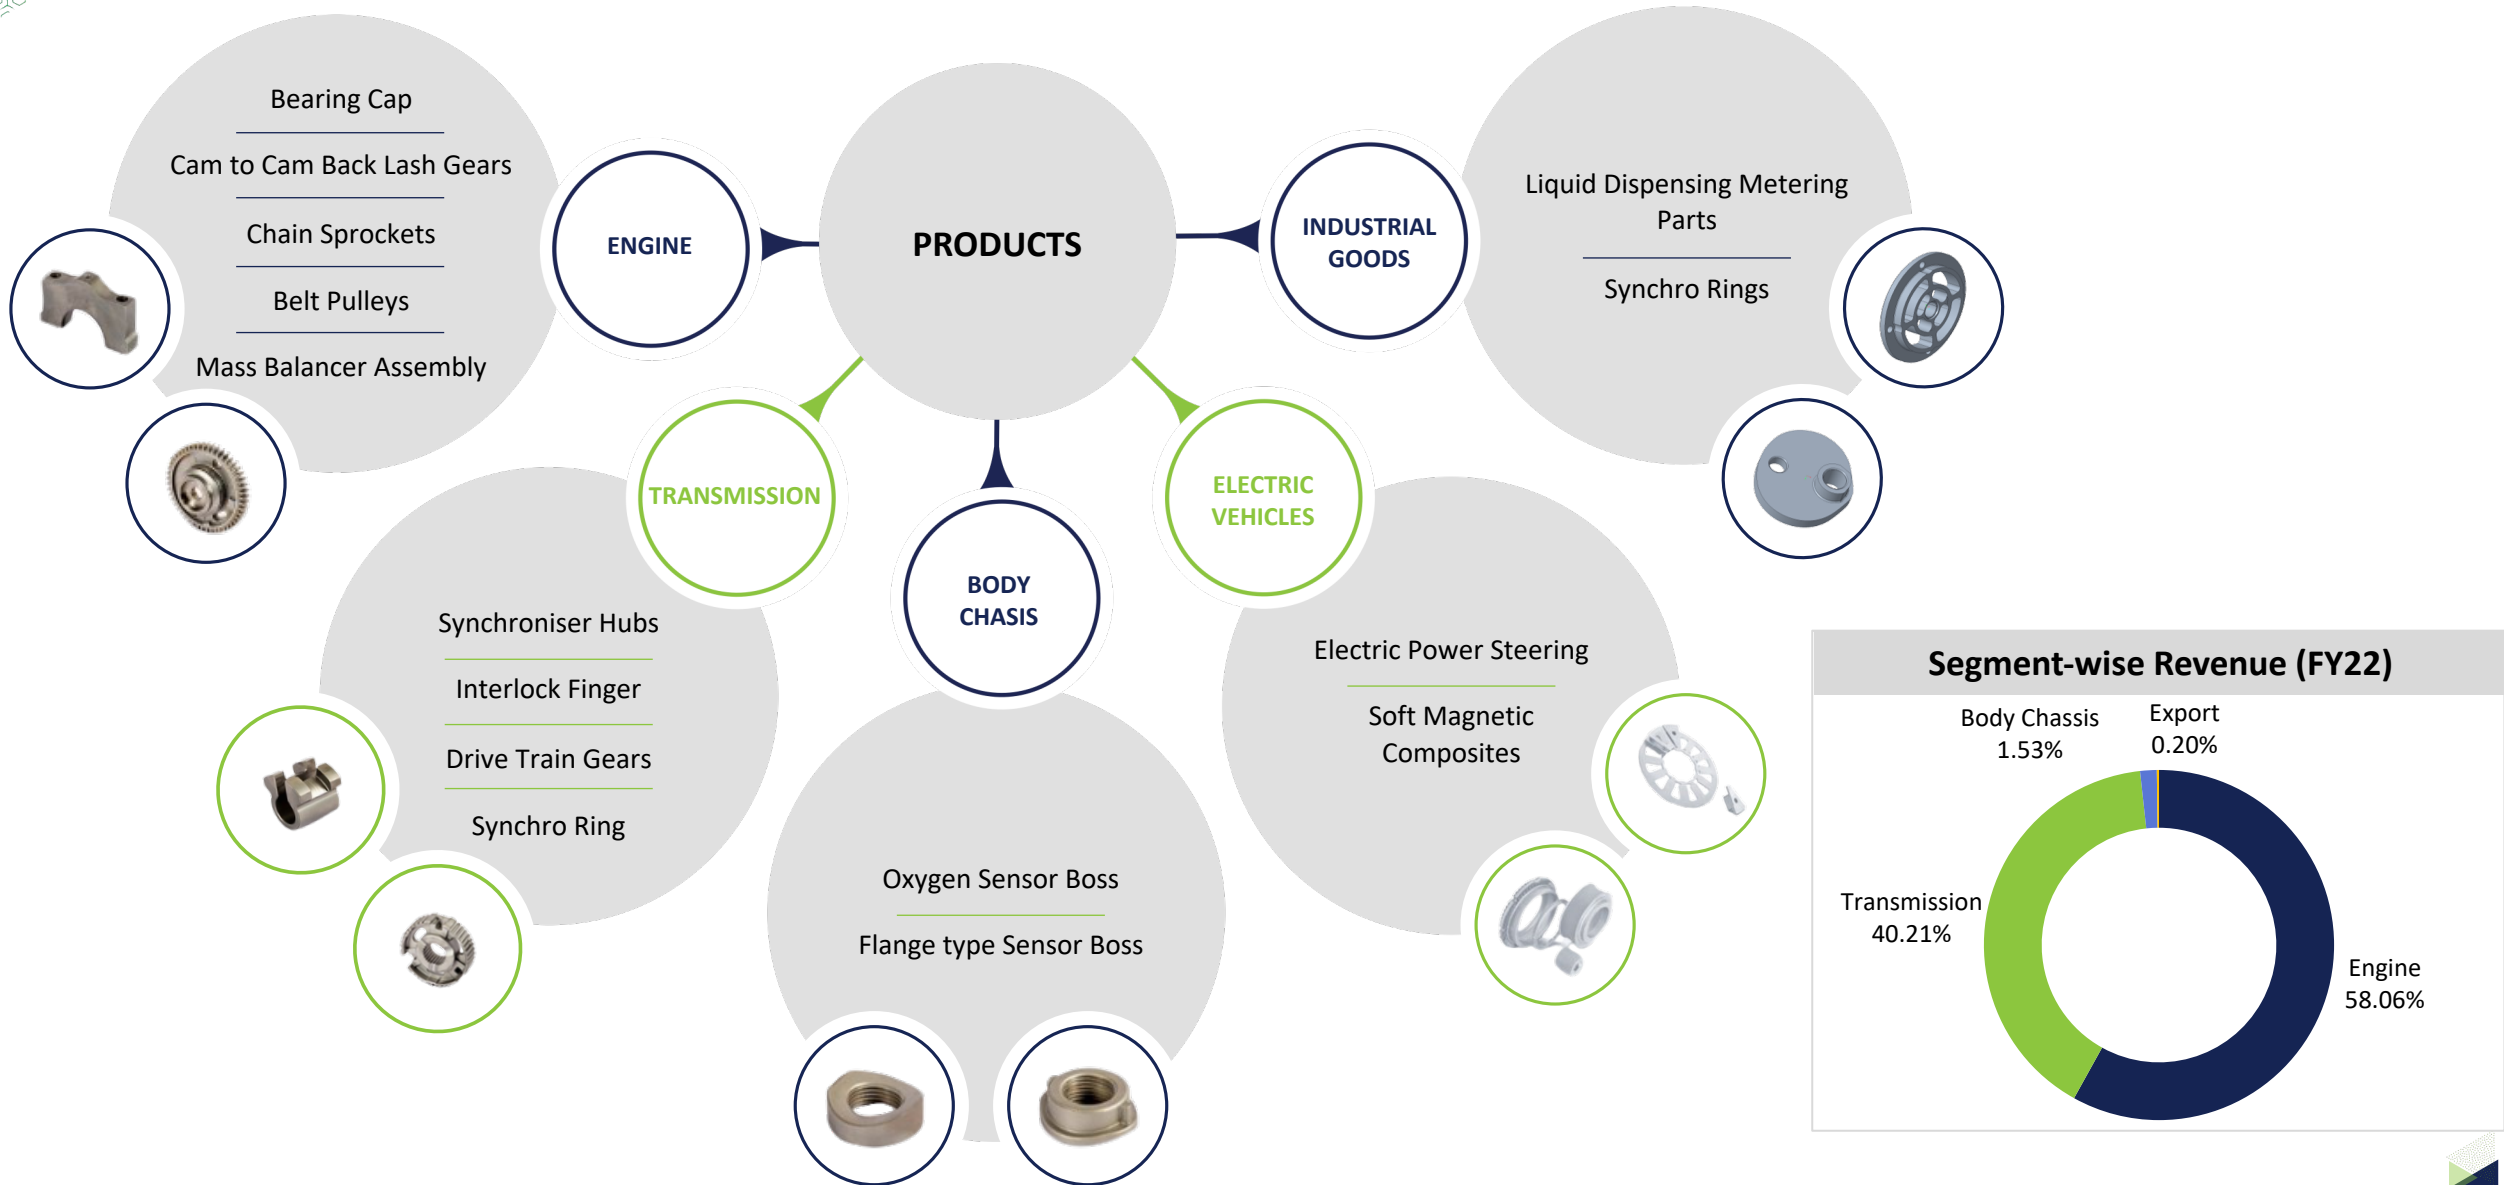 PRODUCTS
ENGINE
Bearing Cap
Cam to Cam Back Lash Gears
Chain Sprockets
Belt Pulleys
Mass Balancer Assembly
TRANSMISSION
Synchroniser Hubs
Interlock Finger
Drive Train Gears
Synchro Ring
BODY
CHASIS
Oxygen Sensor Boss
Flange type Sensor Boss
ELECTRIC
VEHICLES
Electric Power Steering
Soft Magnetic
Composites
INDUSTRIAL
GOODS
Liquid Dispensing Metering
Parts
Synchro Rings
Segment-wise Revenue (FY22)
Body Chassis
1.53%
Export
0.20%
Transmission
40.21%
Engine
58.06%